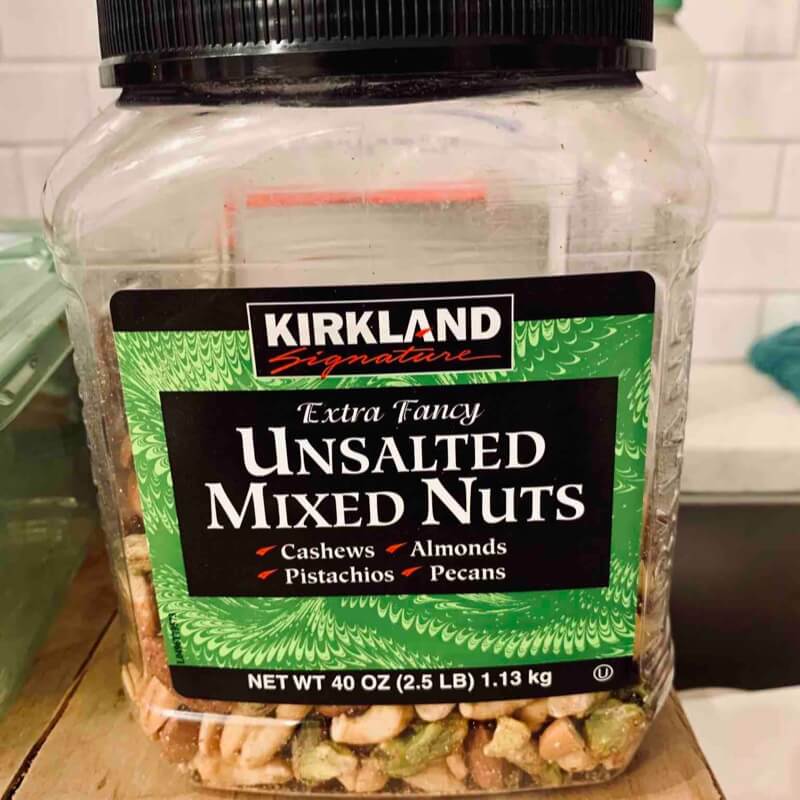 KIRKLAND
Signature
Extra Fancy
UNSALTED
MIXED NUTS
Cashews Almonds
Pistachios Pecans
NET WT 40 OZ (2.5 LB) 1.13 kg
U